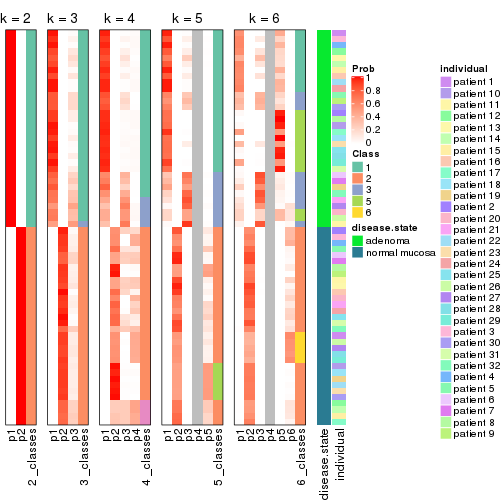 k = 2
k = 3
k = 4
k = 5
k = 6
p1
p2
2_classes
p1
p2
p3
3_classes
p1
p2
p3
p4
4_classes
p1
p2
p3
p4
p5
5_classes
p1
p2
p3
p4
p5
p6
6_classes
disease.state
individual
Prob
1
0.8
0.6
0.4
0.2
0
Class
1
2
3
5
6
disease.state
adenoma
normal mucosa
individual
patient 1
patient 10
patient 11
patient 12
patient 13
patient 14
patient 15
patient 16
patient 17
patient 18
patient 19
patient 2
patient 20
patient 21
patient 22
patient 23
patient 24
patient 25
patient 26
patient 27
patient 28
patient 29
patient 3
patient 30
patient 31
patient 32
patient 4
patient 5
patient 6
patient 7
patient 8
patient 9